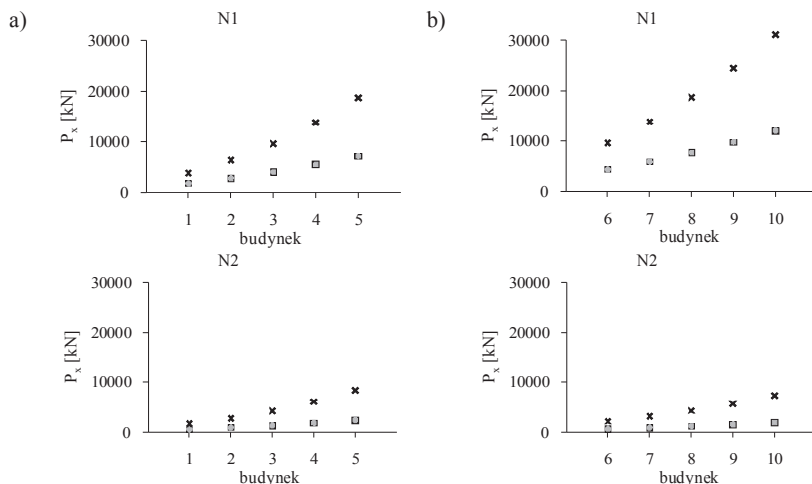 a)
N1
P_x [kN]
30000
20000
10000
0
1 2 3 4 5
budynek
b)
N1
P_x [kN]
30000
20000
10000
0
6 7 8 9 10
budynek
N2
P_x [kN]
30000
20000
10000
0
1 2 3 4 5
budynek
N2
P_x [kN]
30000
20000
10000
0
6 7 8 9 10
budynek